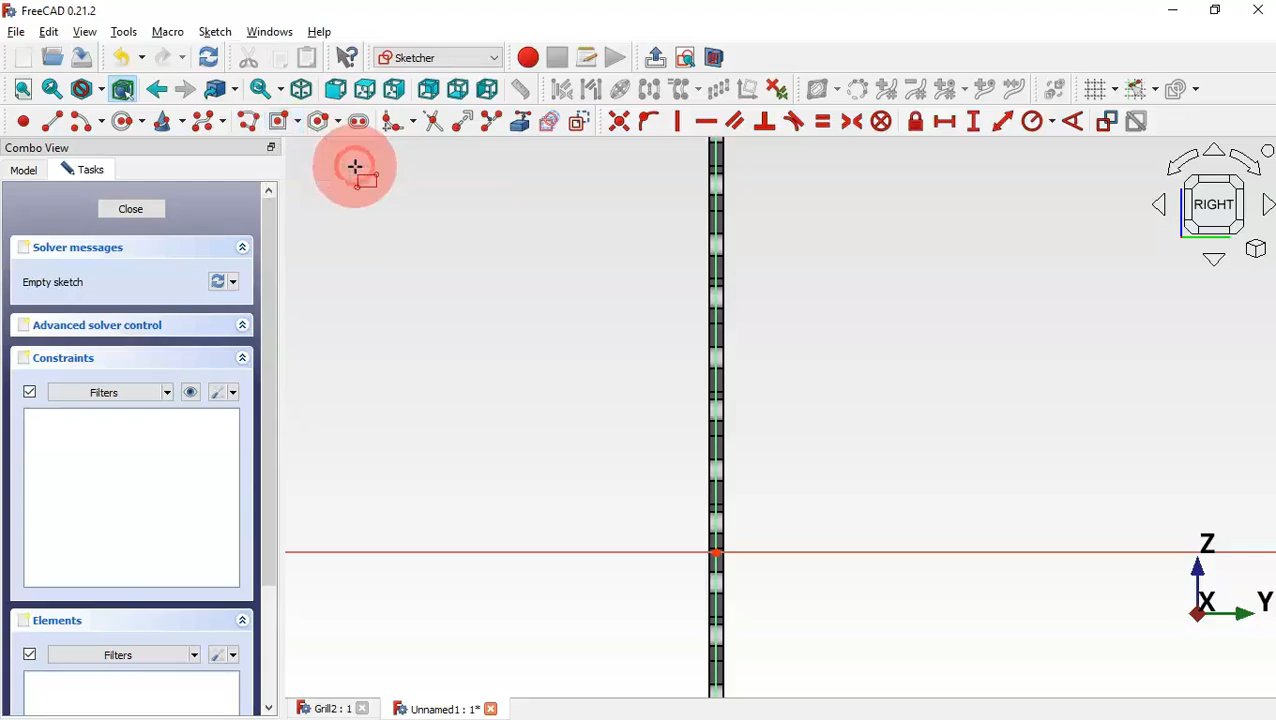 FreeCAD 0.21.2
File Edit View Tools Macro Sketch Windows Help
Sketcher
Combo View
Model Tasks
Close
Solver messages
Empty sketch
Advanced solver control
Constraints
Filters
Elements
Filters
RIGHT
Z
X Y
Grill2 : 1 Unnamed1 : 1*